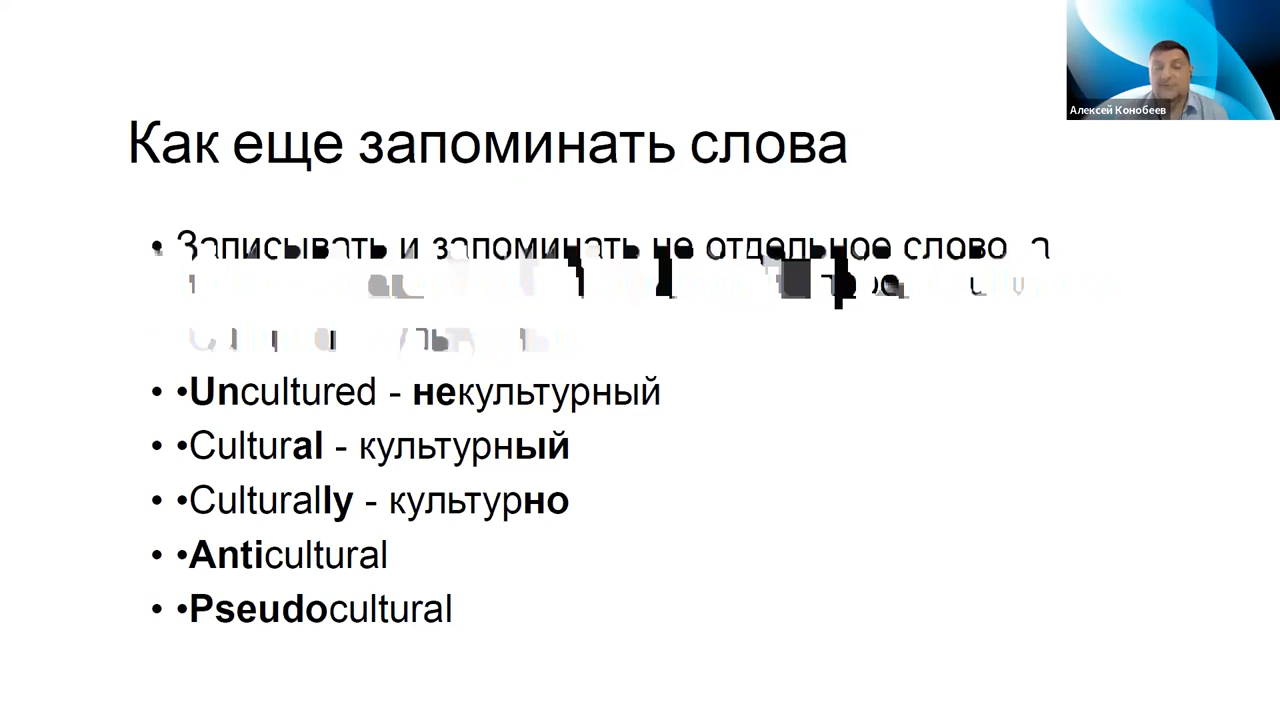 Алексей Конобеев
Как еще запоминать слова
• Записывать и запоминать не отдельное слово, а
• •Uncultured - некультурный
• •Cultural - культурный
• •Culturally - культурно
• •Anticultural
• •Pseudocultural